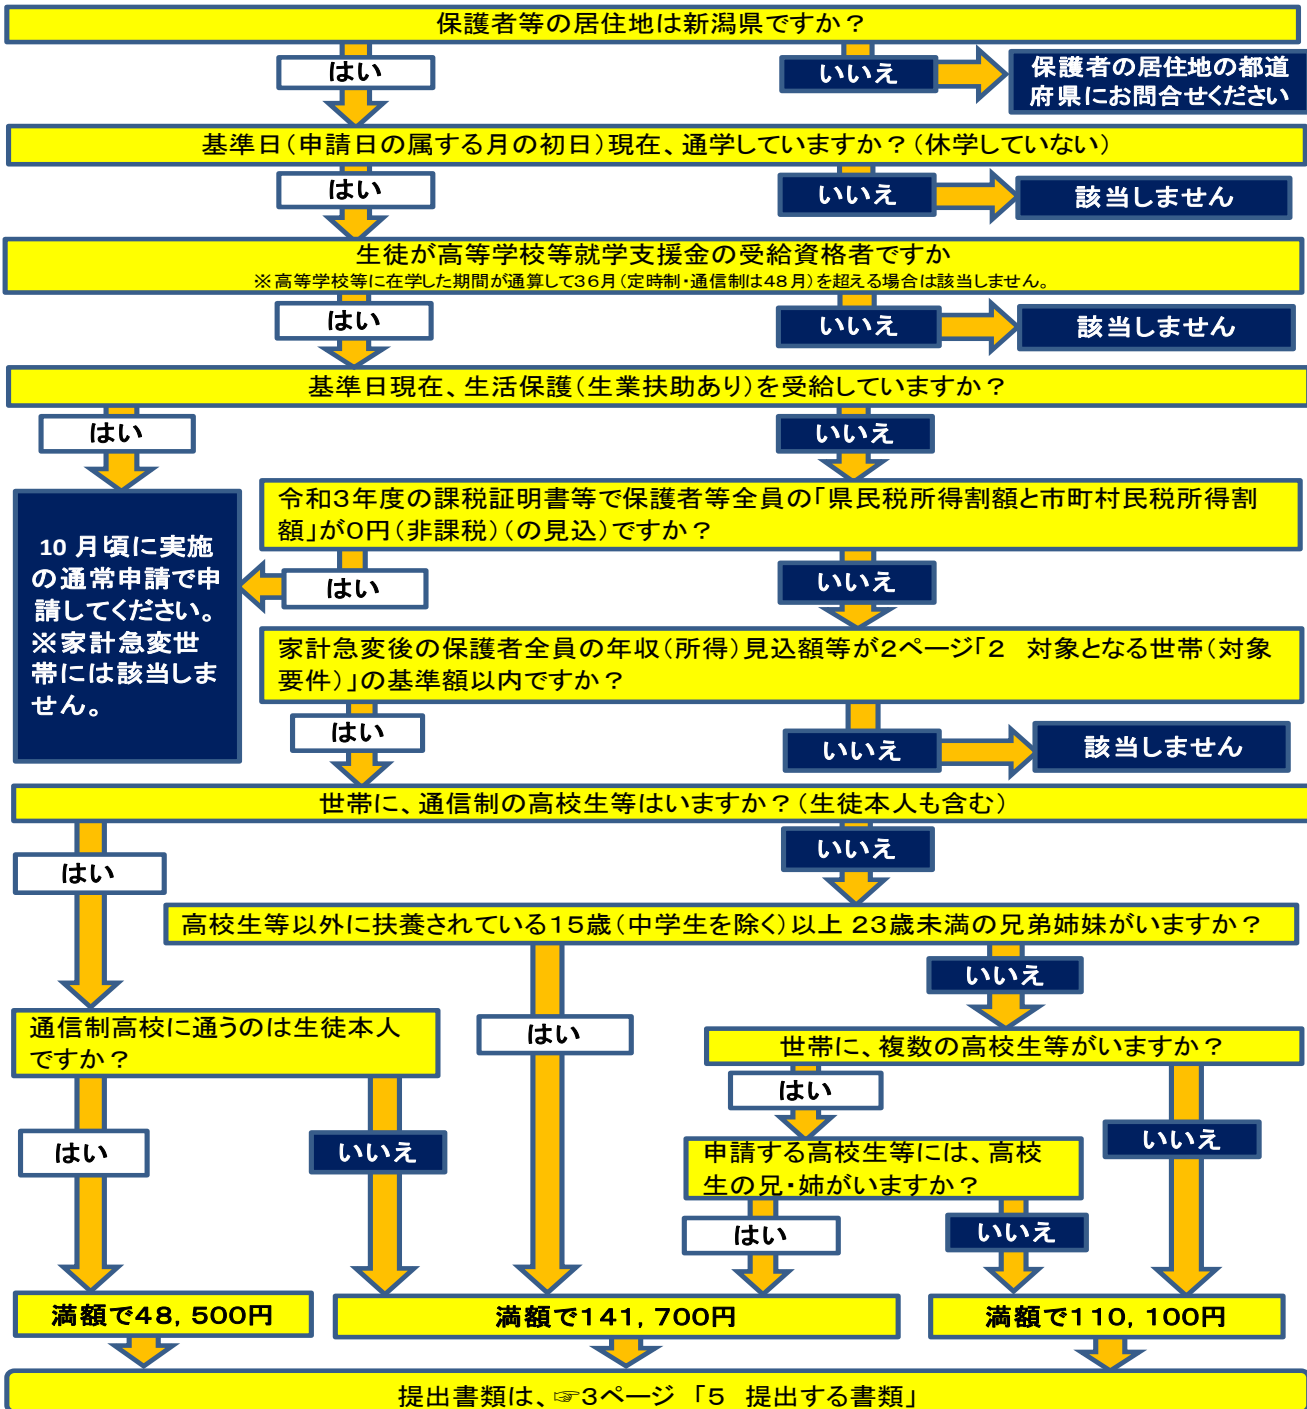 保護者等の居住地は新潟県ですか？
はい
いいえ
保護者の居住地の都道
府県にお問合せください
基準日（申請日の属する月の初日）現在、通学していますか？（休学していない）
はい
いいえ
該当しません
生徒が高等学校等就学支援金の受給資格者ですか
※高等学校等に在学した期間が通算して３６月（定時制・通信制は４８月）を超える場合は該当しません。
はい
いいえ
該当しません
基準日現在、生活保護（生業扶助あり）を受給していますか？
はい
いいえ
10 月頃に実施
の通常申請で申
請してください。
※家計急変世
帯には該当しま
せん。
令和３年度の課税証明書等で保護者等全員の「県民税所得割額と市町村民税所得割
額」が０円（非課税）（の見込）ですか？
はい
いいえ
家計急変後の保護者全員の年収（所得）見込額等が２ページ「２　対象となる世帯（対象
要件）」の基準額以内ですか？
はい
いいえ
該当しません
世帯に、通信制の高校生等はいますか？（生徒本人も含む）
はい
いいえ
高校生等以外に扶養されている１５歳（中学生を除く）以上 ２３歳未満の兄弟姉妹がいますか？
はい
いいえ
通信制高校に通うのは生徒本人
ですか？
はい
いいえ
世帯に、複数の高校生等がいますか？
はい
いいえ
申請する高校生等には、高校
生の兄・姉がいますか？
はい
いいえ
満額で４８，５００円
満額で１４１，７００円
満額で１１０，１００円
提出書類は、☞３ページ 「５　提出する書類」